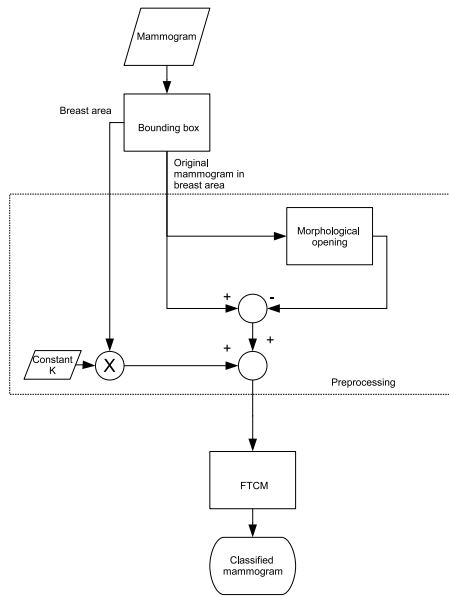 Mammogram
Breast area
Bounding box
Original
mammogram in
breast area
Morphological
opening
+
-
+
+
Constant
K
X
Preprocessing
FTCM
Classified
mammogram